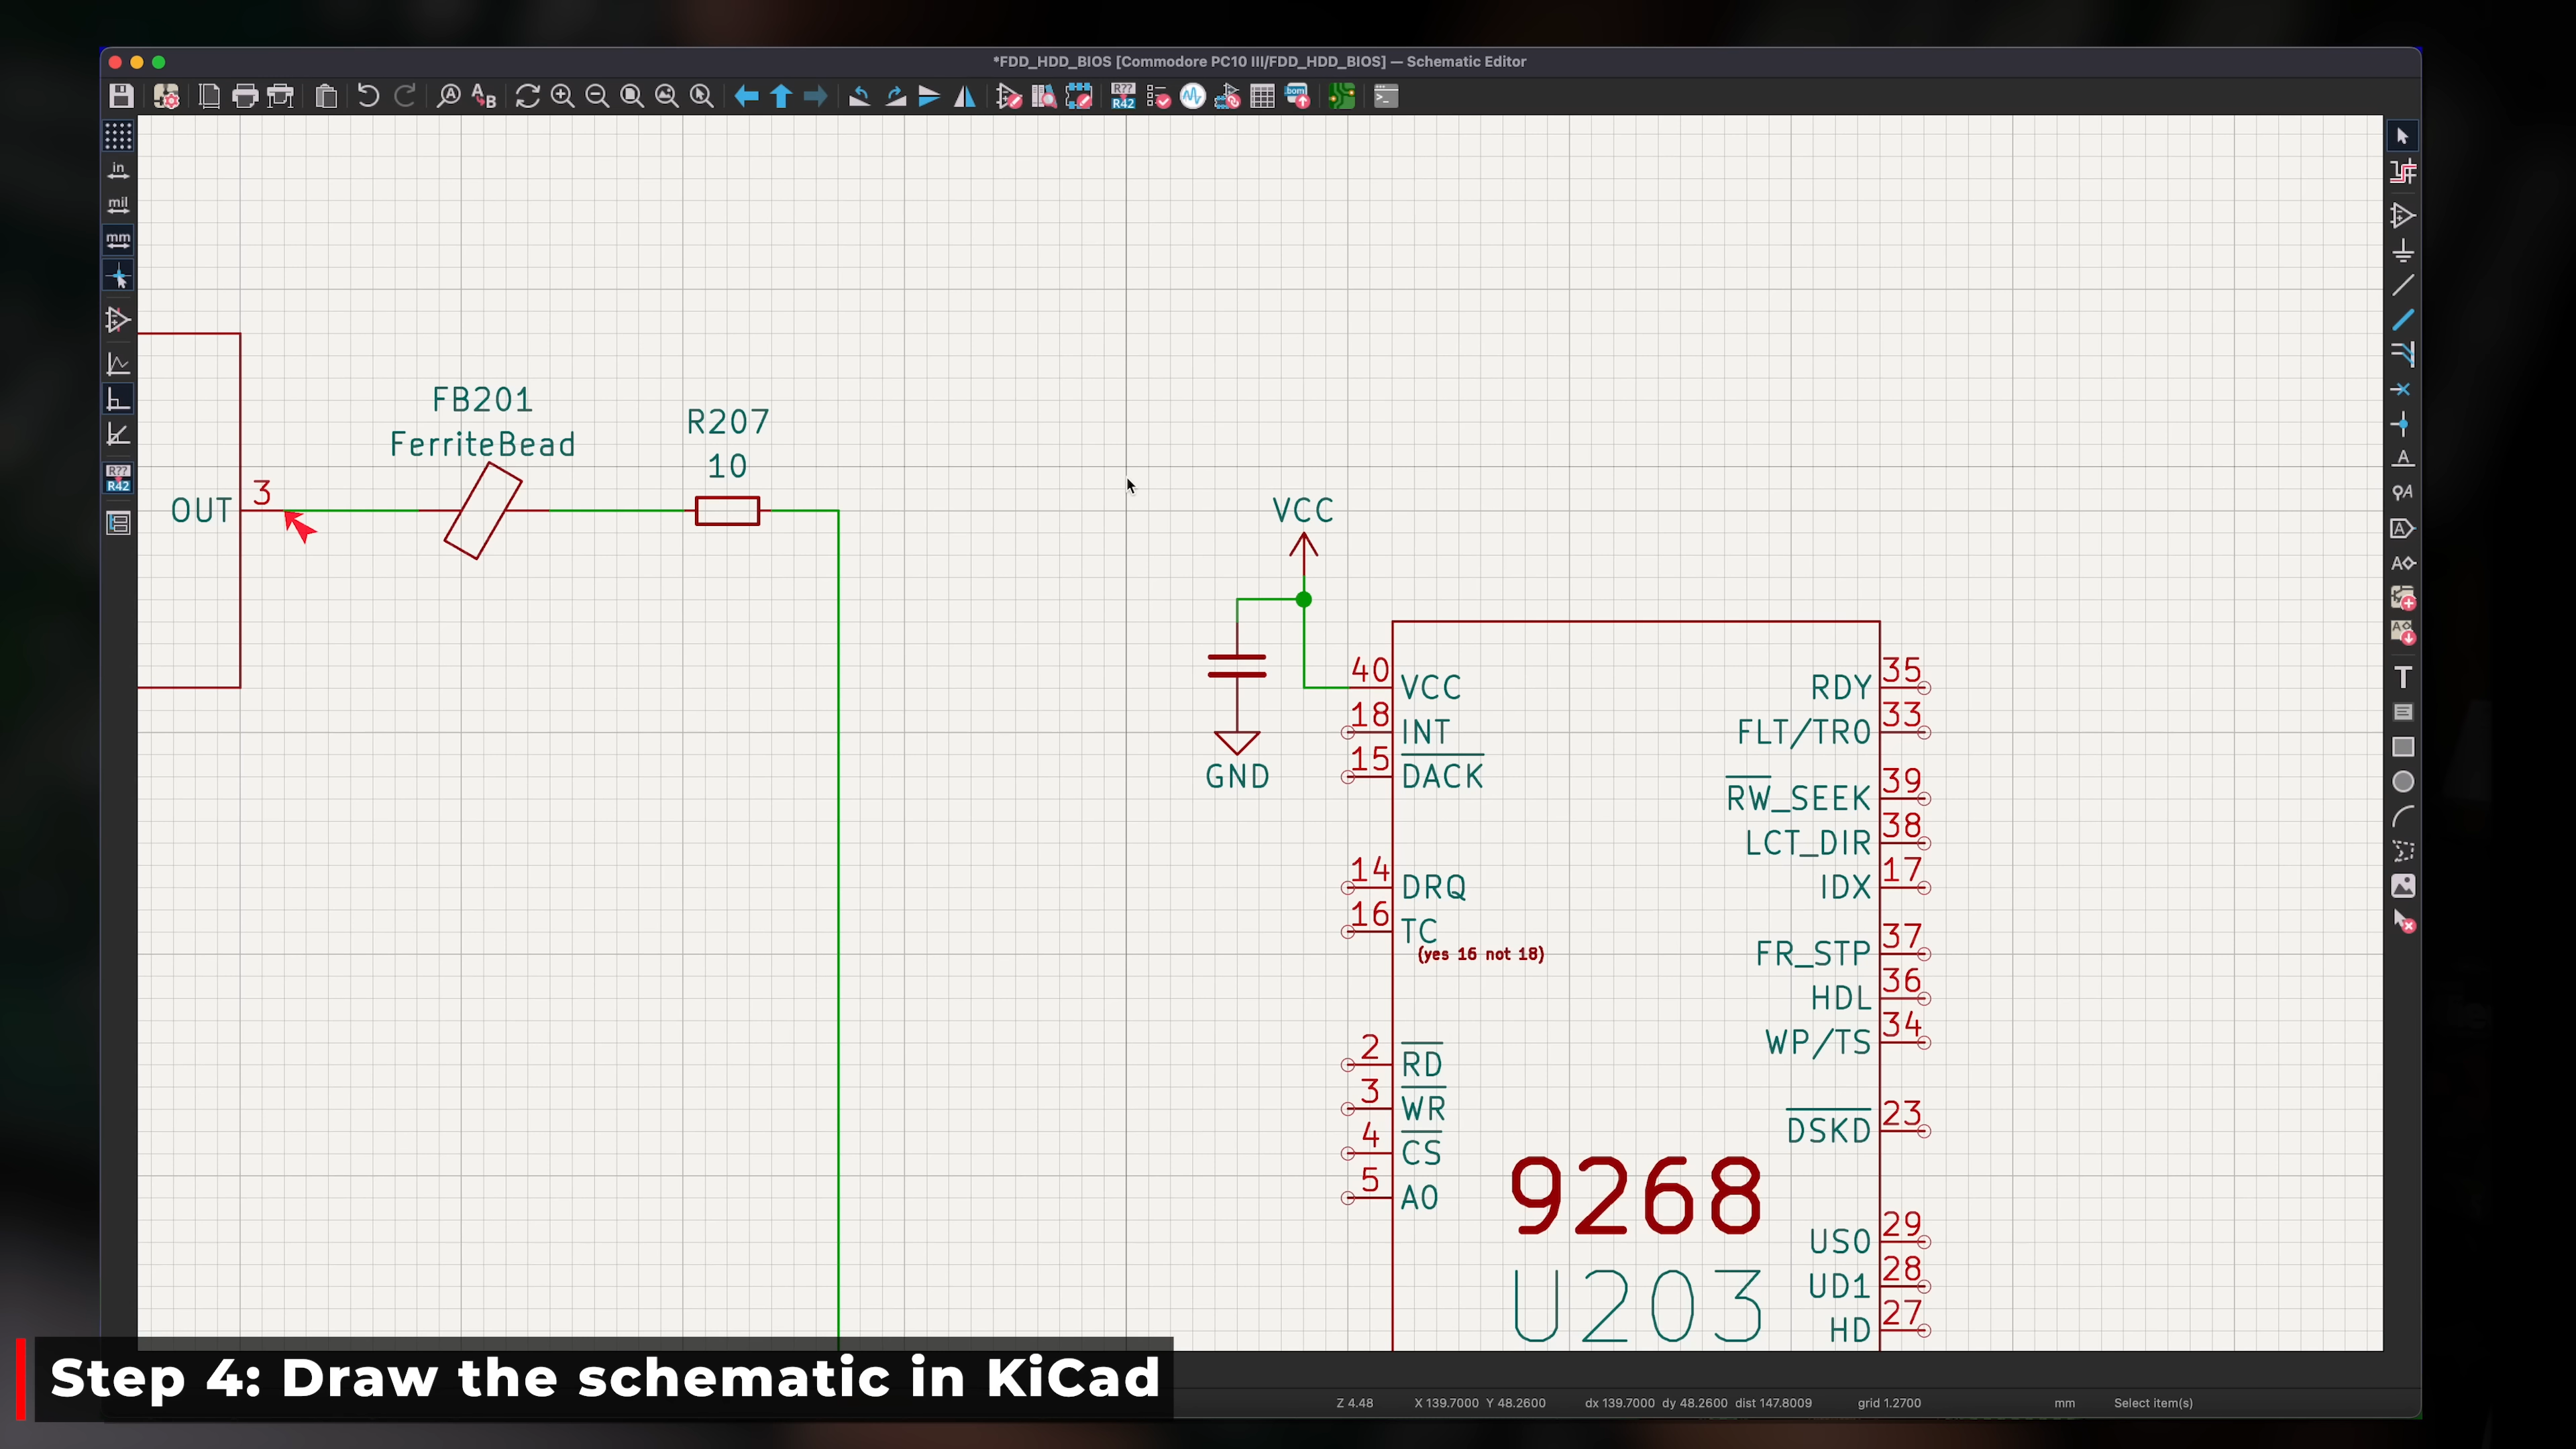 *FDD_HDD_BIOS [Commodore PC10 III/FDD_HDD_BIOS] — Schematic Editor
A
A B
R??
R42
bom
in
mil
mm
R??
R42
FB201
FerriteBead
R207
10
OUT
3
VCC
GND
40
VCC
18
INT
15
DACK
14
DRQ
16
TC
(yes 16 not 18)
2
RD
3
WR
4
CS
5
A0
35
RDY
33
FLT/TR0
39
RW_SEEK
38
LCT_DIR
17
IDX
37
FR_STP
36
HDL
34
WP/TS
23
DSKD
9268
U203
29
US0
28
UD1
27
HD
A
A
A
A
A
T
Step 4: Draw the schematic in KiCad
Z 4.48
X 139.7000 Y 48.2600
dx 139.7000 dy 48.2600 dist 147.8009
grid 1.2700
mm
Select item(s)